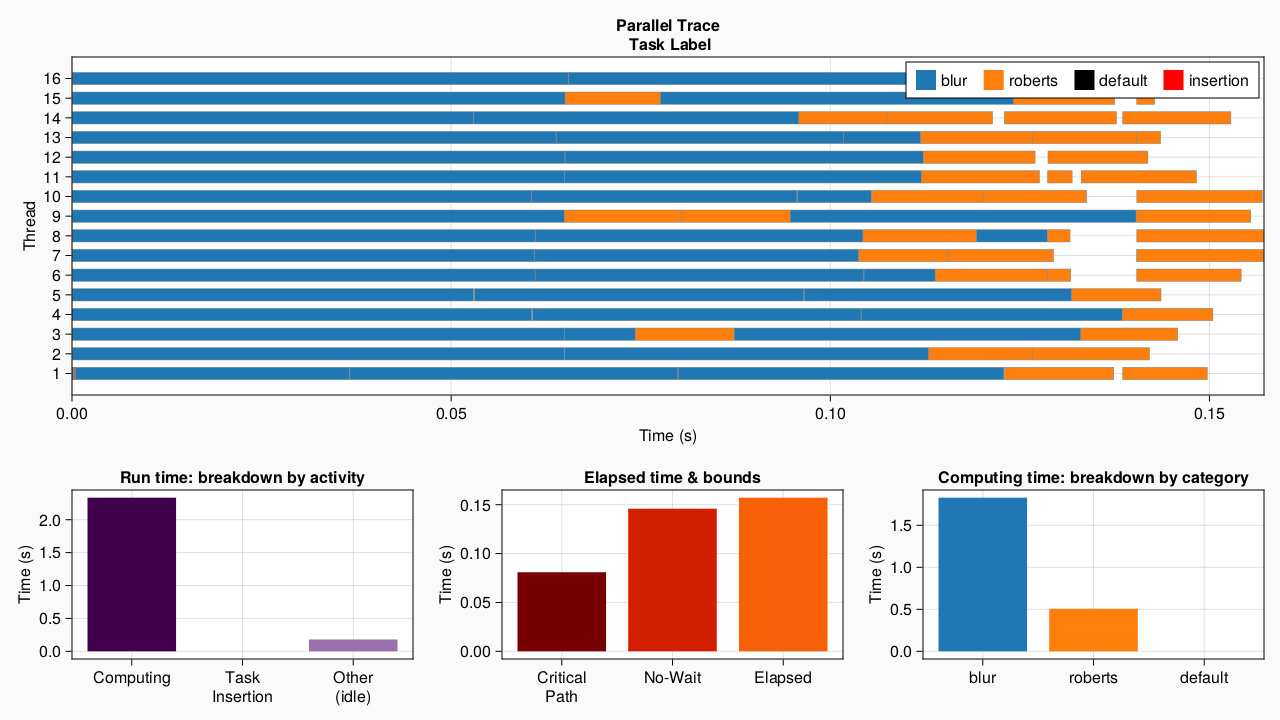 Parallel Trace
Task Label
blur roberts default insertion
Thread
16
15
14
13
12
11
10
9
8
7
6
5
4
3
2
1
0.00 0.05 0.10 0.15
Time (s)
Run time: breakdown by activity
Time (s)
2.0
1.5
1.0
0.5
0.0
Computing Task Insertion Other (idle)
Elapsed time & bounds
Time (s)
0.15
0.10
0.05
0.00
Critical Path No-Wait Elapsed
Computing time: breakdown by category
Time (s)
1.5
1.0
0.5
0.0
blur roberts default